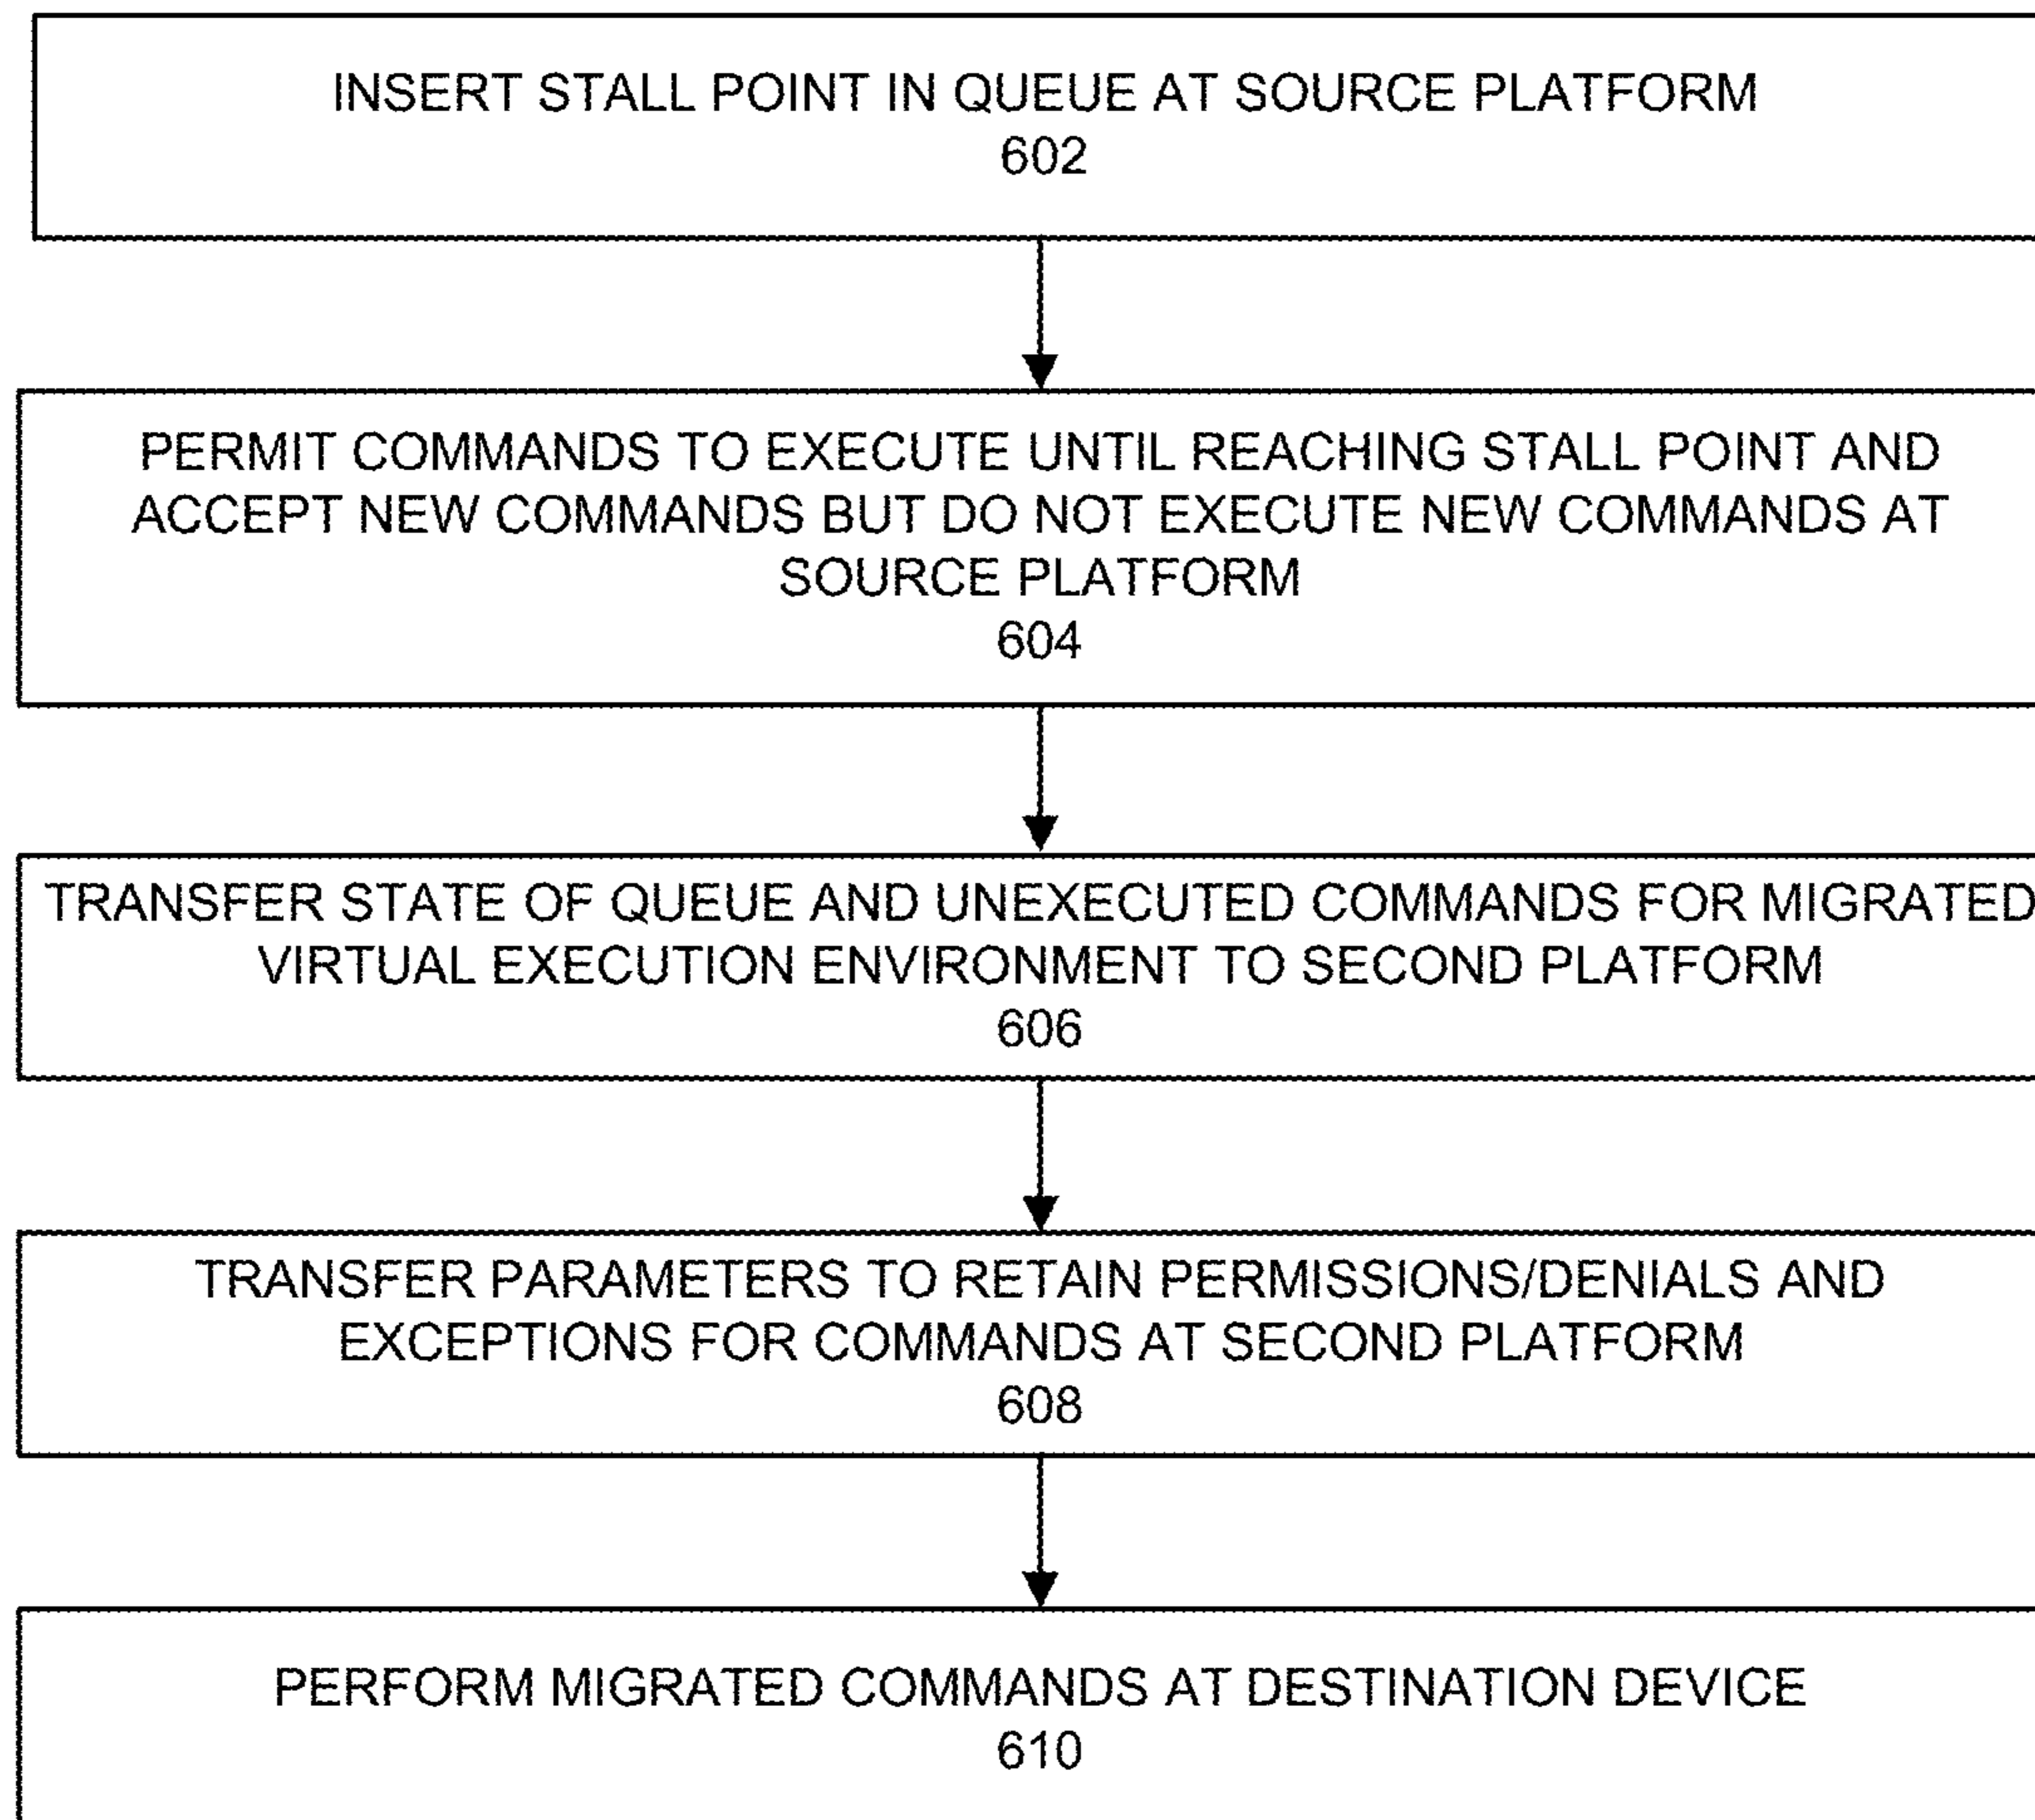 INSERT STALL POINT IN QUEUE AT SOURCE PLATFORM
602
PERMIT COMMANDS TO EXECUTE UNTIL REACHING STALL POINT AND
ACCEPT NEW COMMANDS BUT DO NOT EXECUTE NEW COMMANDS AT
SOURCE PLATFORM
604
TRANSFER STATE OF QUEUE AND UNEXECUTED COMMANDS FOR MIGRATED
VIRTUAL EXECUTION ENVIRONMENT TO SECOND PLATFORM
606
TRANSFER PARAMETERS TO RETAIN PERMISSIONS/DENIALS AND
EXCEPTIONS FOR COMMANDS AT SECOND PLATFORM
608
PERFORM MIGRATED COMMANDS AT DESTINATION DEVICE
610